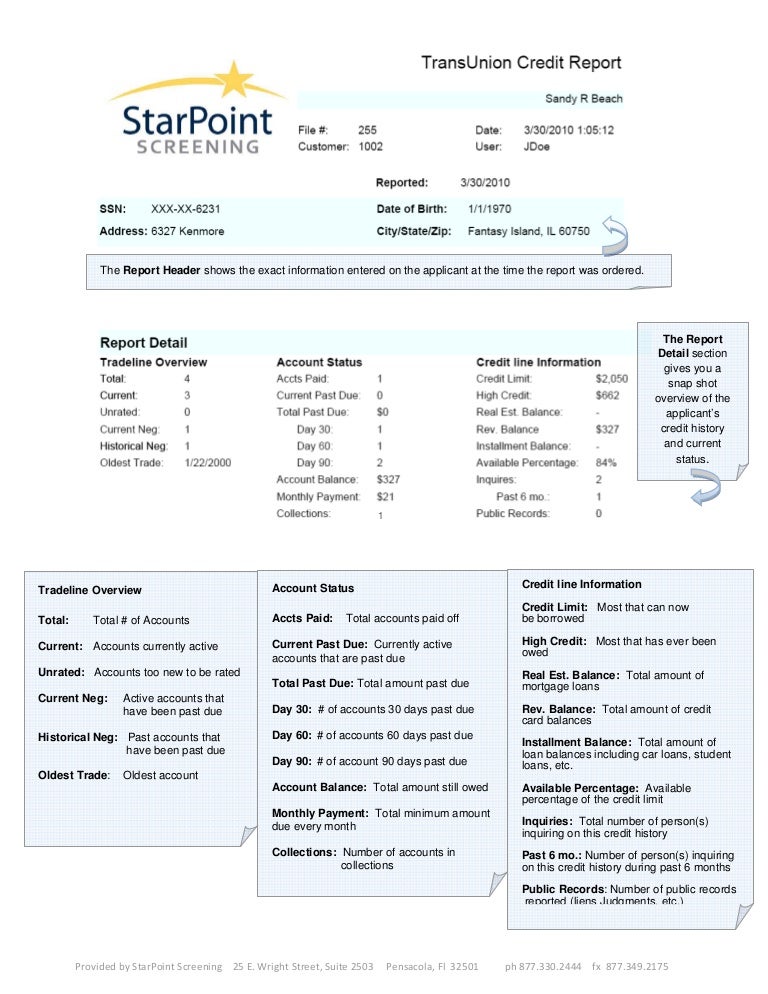 TransUnion Credit Report
StarPoint
SCREENING
Sandy R Beach
File #: 255 Date: 3/30/2010 1:05:12
Customer: 1002 User: JDoe
Reported: 3/30/2010
SSN: XXX-XX-6231 Date of Birth: 1/1/1970
Address: 6327 Kenmore City/State/Zip: Fantasy Island, IL 60750
The Report Header shows the exact information entered on the applicant at the time the report was ordered.
Report Detail
Tradeline Overview Account Status Credit line Information
Total: 4 Accts Paid: 1 Credit Limit: $2,050
Current: 3 Current Past Due: 0 High Credit: $662
Unrated: 0 Total Past Due: $0 Real Est. Balance: -
Current Neg: 1 Day 30: 1 Rev. Balance $327
Historical Neg: 1 Day 60: 1 Installment Balance: -
Oldest Trade: 1/22/2000 Day 90: 2 Available Percentage: 84%
Account Balance: $327 Inquires: 2
Monthly Payment: $21 Past 6 mo.: 1
Collections: 1 Public Records: 0
The Report
Detail section
gives you a
snap shot
overview of the
applicant's
credit history
and current
status.
Tradeline Overview
Total: Total # of Accounts
Current: Accounts currently active
Unrated: Accounts too new to be rated
Current Neg: Active accounts that
have been past due
Historical Neg: Past accounts that
have been past due
Oldest Trade: Oldest account
Account Status
Accts Paid: Total accounts paid off
Current Past Due: Currently active
accounts that are past due
Total Past Due: Total amount past due
Day 30: # of accounts 30 days past due
Day 60: # of accounts 60 days past due
Day 90: # of account 90 days past due
Account Balance: Total amount still owed
Monthly Payment: Total minimum amount
due every month
Collections: Number of accounts in
collections
Credit line Information
Credit Limit: Most that can now
be borrowed
High Credit: Most that has ever been
owed
Real Est. Balance: Total amount of
mortgage loans
Rev. Balance: Total amount of credit
card balances
Installment Balance: Total amount of
loan balances including car loans, student
loans, etc.
Available Percentage: Available
percentage of the credit limit
Inquiries: Total number of person(s)
inquiring on this credit history
Past 6 mo.: Number of person(s) inquiring
on this credit history during past 6 months
Public Records: Number of public records
reported (liens Judgments, etc.)
Provided by StarPoint Screening 25 E. Wright Street, Suite 2503 Pensacola, Fl 32501 ph 877.330.2444 fx 877.349.2175